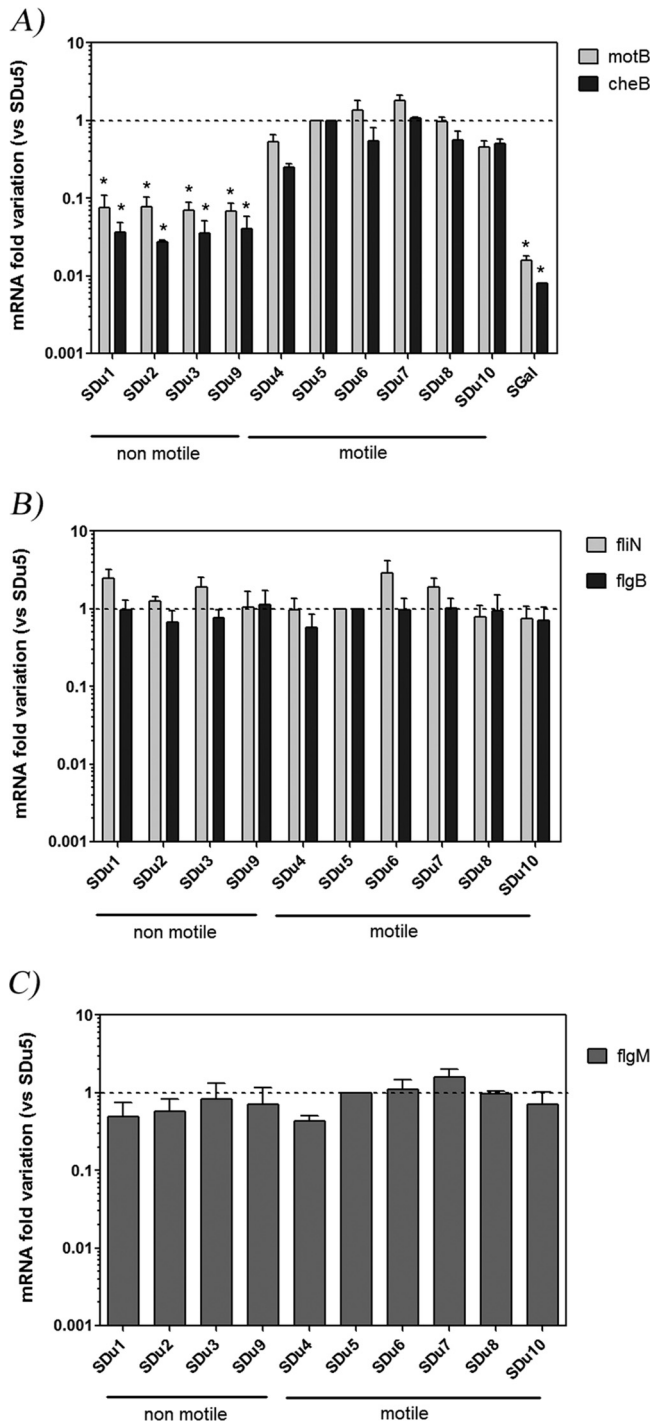 A)
mRNA fold variation (vs SDu5)
10
1
0.1
0.01
0.001
motB
cheB
* * * * * * * * * *
SDu1 SDu2 SDu3 SDu9 SDu4 SDu5 SDu6 SDu7 SDu8 SDu10 SGal
non motile motile
B)
mRNA fold variation (vs SDu5)
10
1
0.1
0.01
0.001
fliN
flgB
SDu1 SDu2 SDu3 SDu9 SDu4 SDu5 SDu6 SDu7 SDu8 SDu10
non motile motile
C)
mRNA fold variation (vs SDu5)
10
1
0.1
0.01
0.001
flgM
SDu1 SDu2 SDu3 SDu9 SDu4 SDu5 SDu6 SDu7 SDu8 SDu10
non motile motile